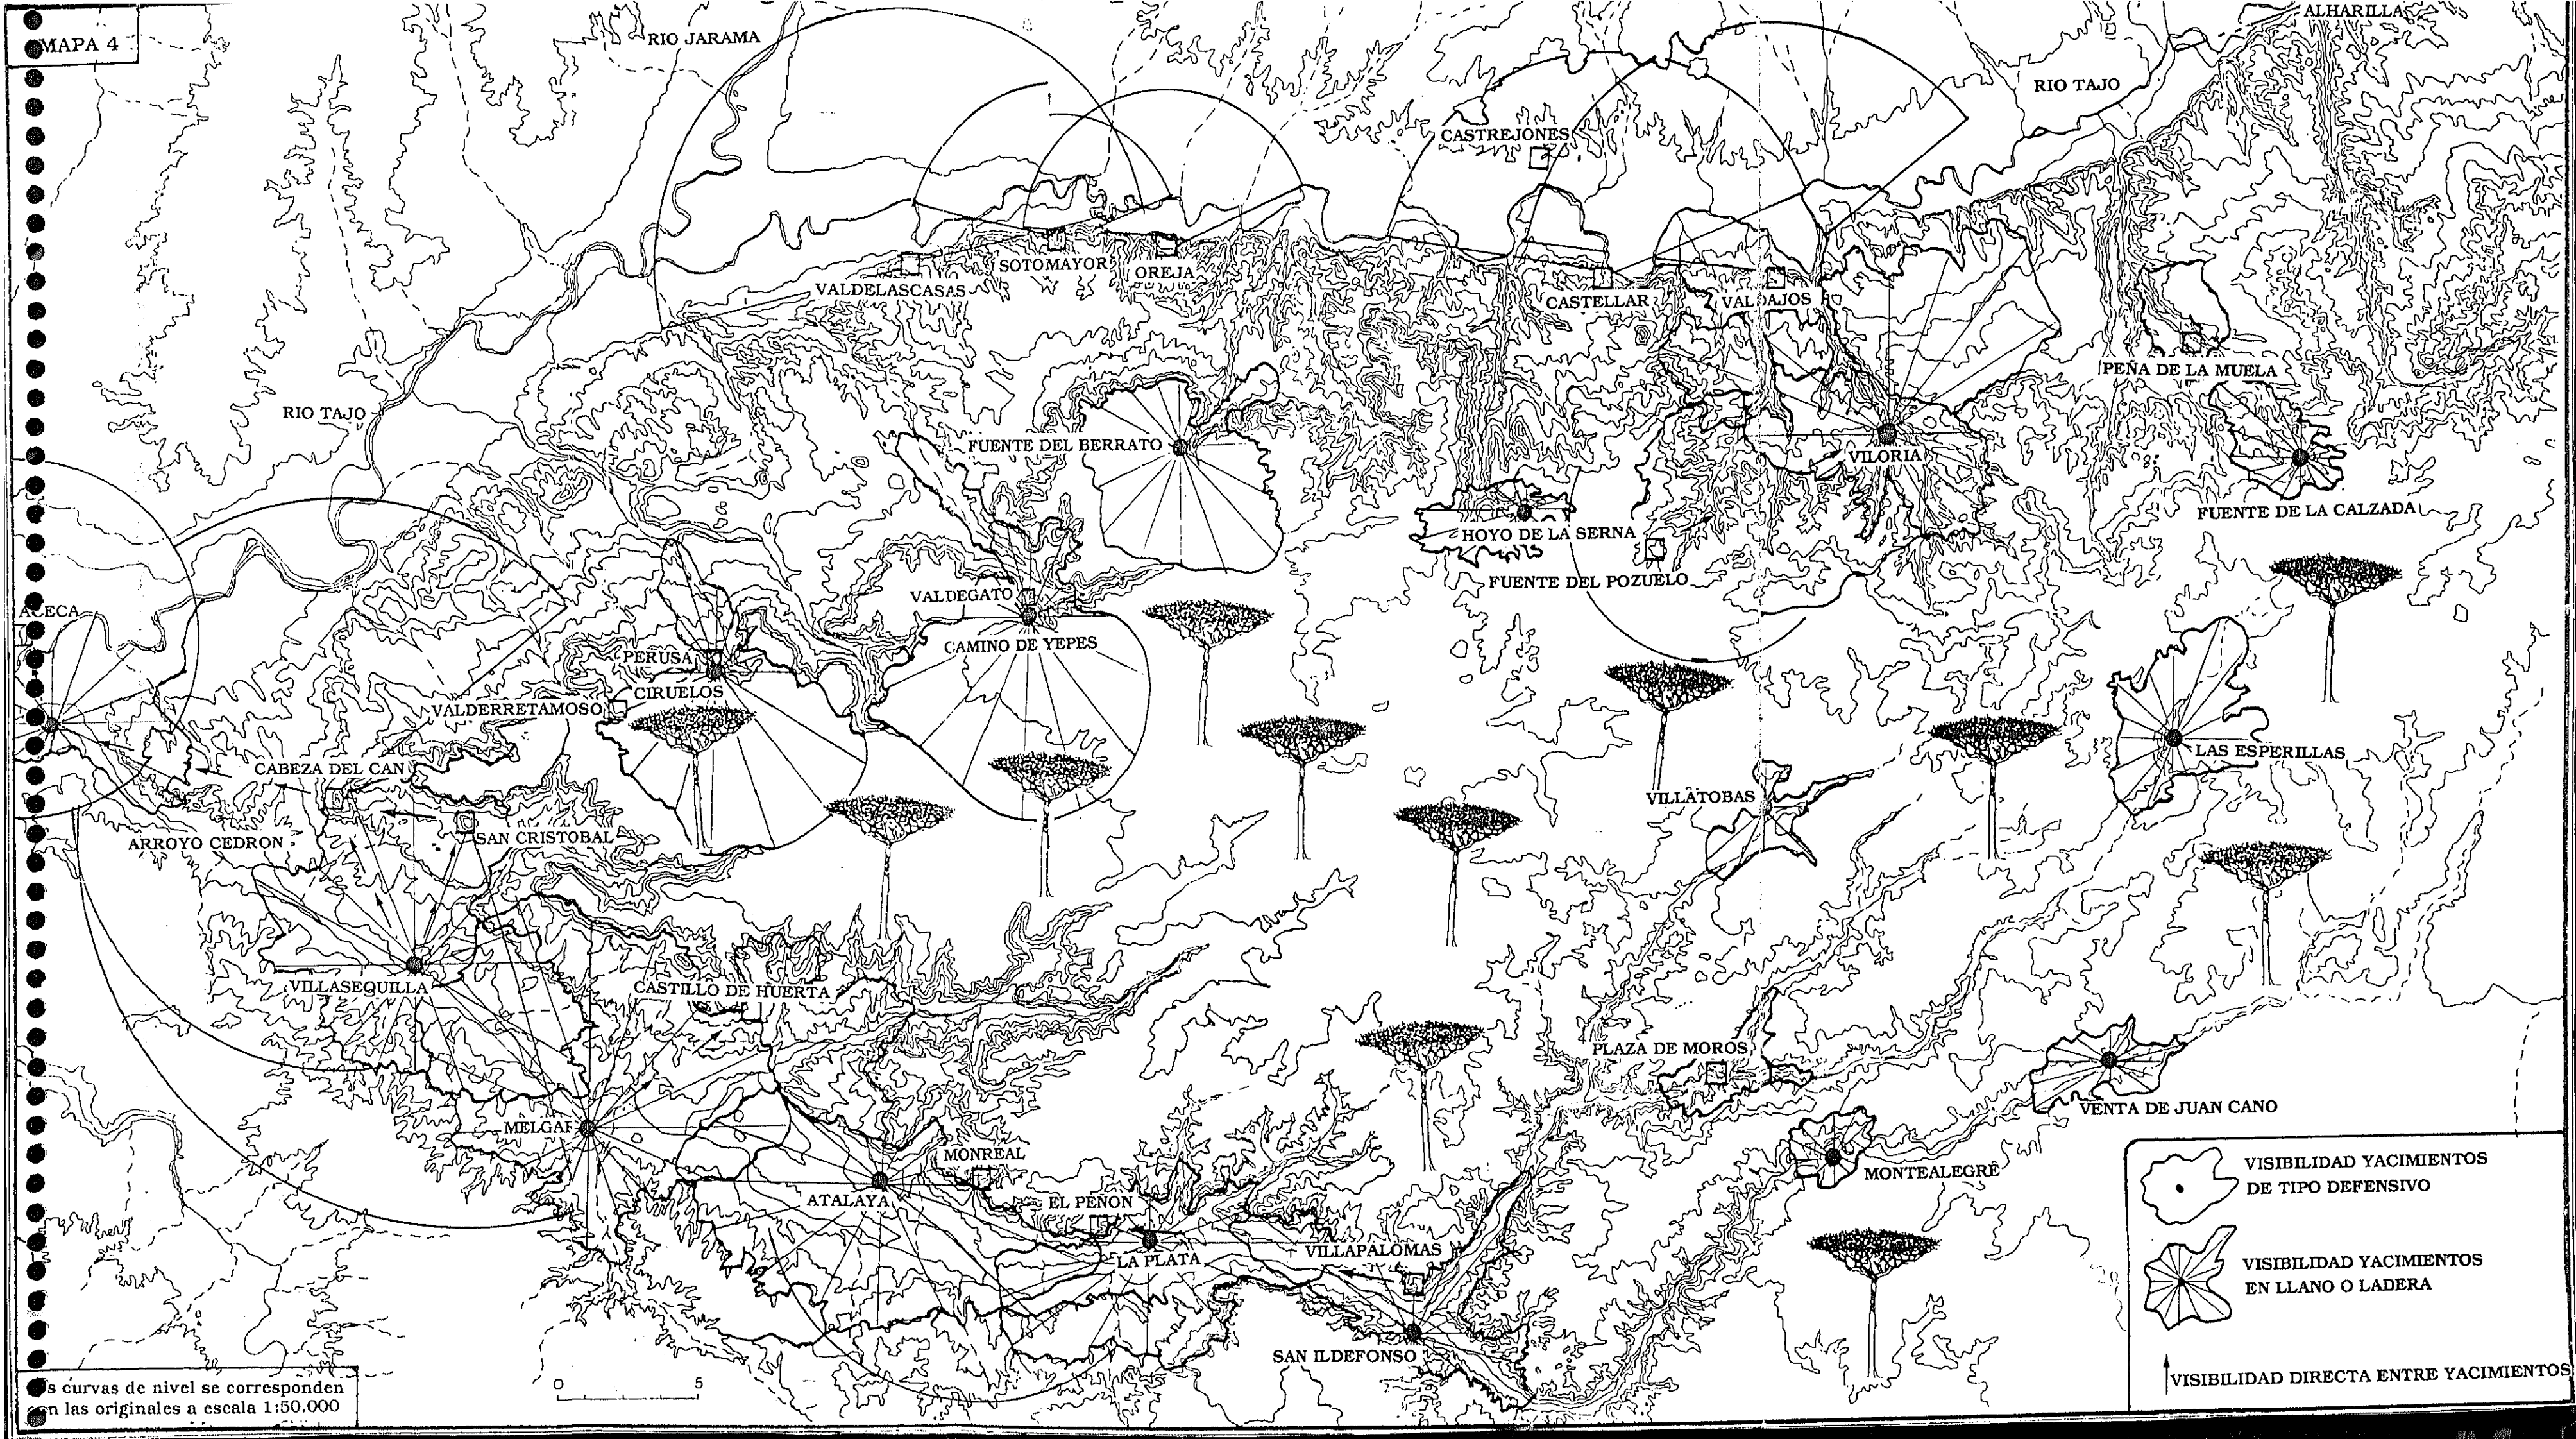 MAPA 4
RIO JARAMA
ALHARILLA
RIO TAJO
CASTREJONES
SOTOMAYOR
OREJA
VALDELASCASAS
CASTELLAR
VALDAJOS
PEÑA DE LA MUELA
RIO TAJO
FUENTE DEL BERRATO
VILORIA
HOYO DE LA SERNA
FUENTE DE LA CALZADA
FUENTE DEL POZUELO
VALDEGATO
CAMINO DE YEPES
ACECA
PERUSA
CIRUELOS
VALDERRETAMOSO
LAS ESPERILLAS
CABEZA DEL CAN
VILLATOBAS
ARROYO CEDRON
SAN CRISTOBAL
VILLASEQUILLA
CASTILLO DE HUERTA
PLAZA DE MOROS
VENTA DE JUAN CANO
MELGAR
MONREAL
MONTEALEGRE
ATALAYA
EL PEÑON
LA PLATA
VILLAPALOMAS
SAN ILDEFONSO
VISIBILIDAD YACIMIENTOS
DE TIPO DEFENSIVO
VISIBILIDAD YACIMIENTOS
EN LLANO O LADERA
VISIBILIDAD DIRECTA ENTRE YACIMIENTOS
0 5
s curvas de nivel se corresponden
n las originales a escala 1:50.000